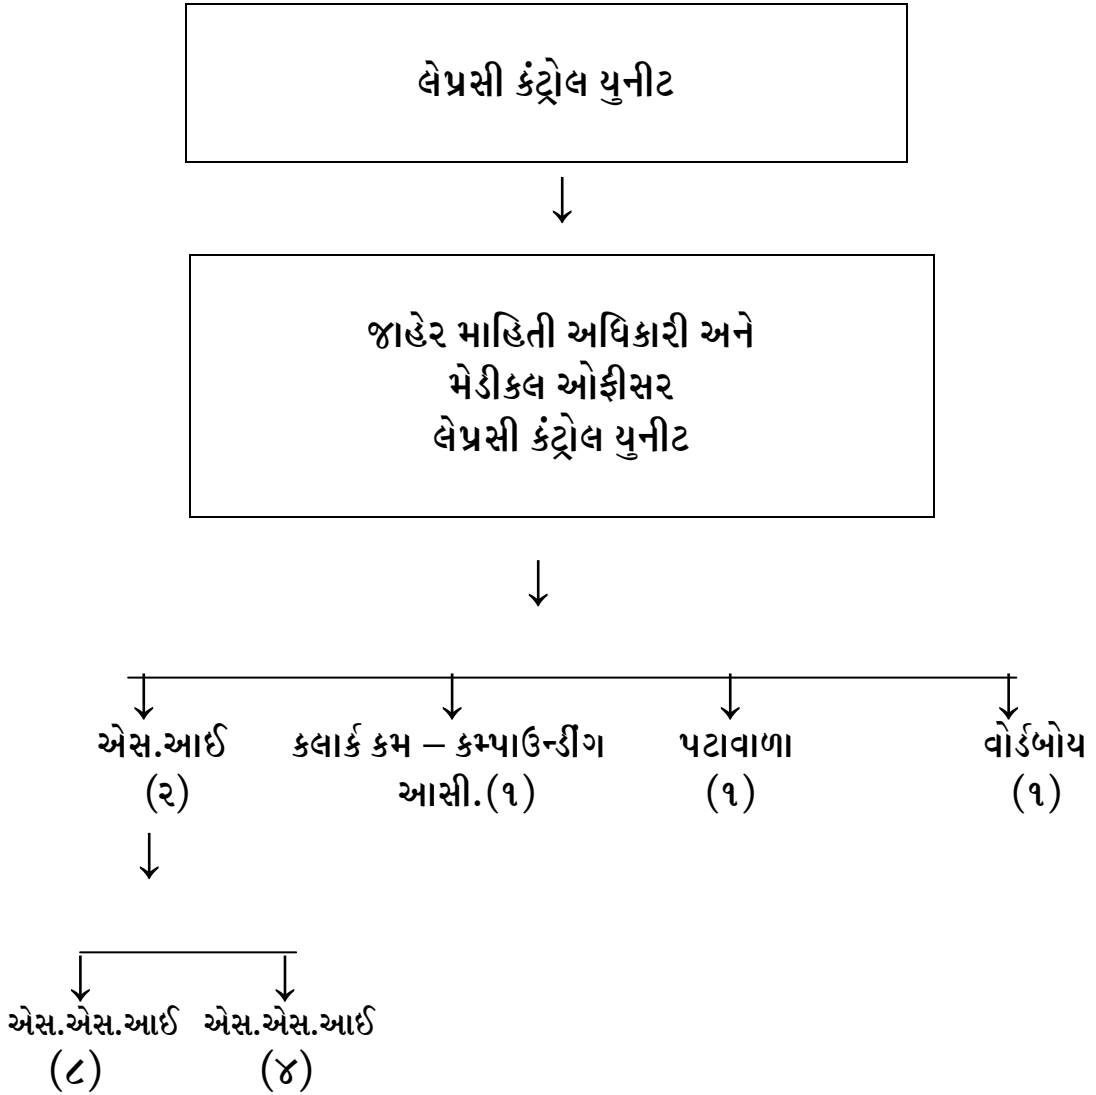 લેપ્રસી કંટ્રોલ યુનીટ
જાહેર માહિતી અધિકારી અને
મેડીકલ ઓફીસર
લેપ્રસી કંટ્રોલ યુનીટ
એસ.આઈ
(૨)
કલાર્ક કમ – કમ્પાઉન્ડીંગ
આસી.(૧)
પટાવાળા
(૧)
વોર્ડબોય
(૧)
એસ.એસ.આઈ
(૮)
એસ.એસ.આઈ
(૪)